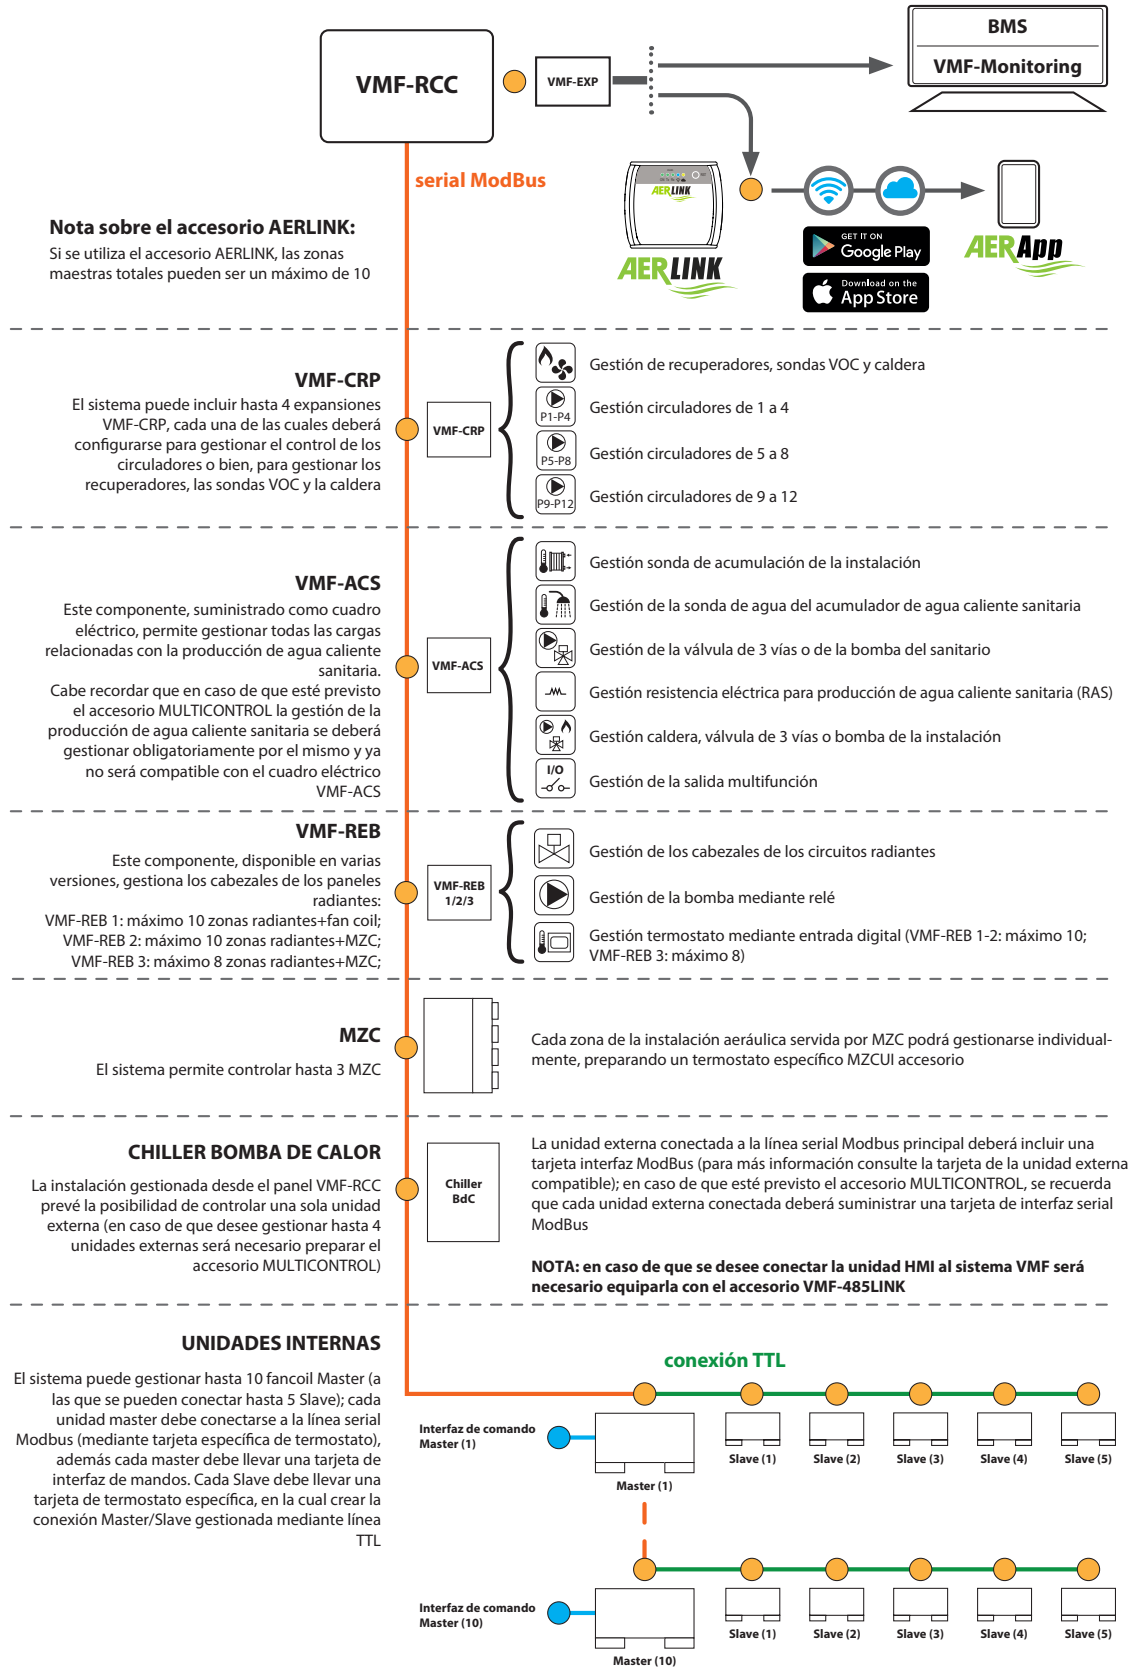 BMS
VMF-Monitoring
VMF-RCC
VMF-EXP
serial ModBus
AERLINK
Nota sobre el accesorio AERLINK:
Si se utiliza el accesorio AERLINK, las zonas
maestras totales pueden ser un máximo de 10
AERLINK
GET IT ON
Google Play
Download on the
App Store
AERApp
VMF-CRP
El sistema puede incluir hasta 4 expansiones
VMF-CRP, cada una de las cuales deberá
configurarse para gestionar el control de los
circuladores o bien, para gestionar los
recuperadores, las sondas VOC y la caldera
VMF-CRP
Gestión de recuperadores, sondas VOC y caldera
P1-P4
Gestión circuladores de 1 a 4
P5-P8
Gestión circuladores de 5 a 8
P9-P12
Gestión circuladores de 9 a 12
VMF-ACS
Este componente, suministrado como cuadro
eléctrico, permite gestionar todas las cargas
relacionadas con la producción de agua caliente
sanitaria.
Cabe recordar que en caso de que esté previsto
el accesorio MULTICONTROL la gestión de la
producción de agua caliente sanitaria se deberá
gestionar obligatoriamente por el mismo y ya
no será compatible con el cuadro eléctrico
VMF-ACS
VMF-ACS
Gestión sonda de acumulación de la instalación
Gestión de la sonda de agua del acumulador de agua caliente sanitaria
Gestión de la válvula de 3 vías o de la bomba del sanitario
Gestión resistencia eléctrica para producción de agua caliente sanitaria (RAS)
Gestión caldera, válvula de 3 vías o bomba de la instalación
I/O
Gestión de la salida multifunción
VMF-REB
Este componente, disponible en varias
versiones, gestiona los cabezales de los paneles
radiantes:
VMF-REB 1: máximo 10 zonas radiantes+fan coil;
VMF-REB 2: máximo 10 zonas radiantes+MZC;
VMF-REB 3: máximo 8 zonas radiantes+MZC;
VMF-REB
1/2/3
Gestión de los cabezales de los circuitos radiantes
Gestión de la bomba mediante relé
Gestión termostato mediante entrada digital (VMF-REB 1-2: máximo 10;
VMF-REB 3: máximo 8)
MZC
El sistema permite controlar hasta 3 MZC
Cada zona de la instalación aeráulica servida por MZC podrá gestionarse individual-
mente, preparando un termostato específico MZCUI accesorio
CHILLER BOMBA DE CALOR
La instalación gestionada desde el panel VMF-RCC
prevé la posibilidad de controlar una sola unidad
externa (en caso de que desee gestionar hasta 4
unidades externas será necesario preparar el
accesorio MULTICONTROL)
Chiller
BdC
La unidad externa conectada a la línea serial Modbus principal deberá incluir una
tarjeta interfaz ModBus (para más información consulte la tarjeta de la unidad externa
compatible); en caso de que esté previsto el accesorio MULTICONTROL, se recuerda
que cada unidad externa conectada deberá suministrar una tarjeta de interfaz serial
ModBus
NOTA: en caso de que se desee conectar la unidad HMI al sistema VMF será
necesario equiparla con el accesorio VMF-485LINK
UNIDADES INTERNAS
El sistema puede gestionar hasta 10 fancoil Master (a
las que se pueden conectar hasta 5 Slave); cada
unidad master debe conectarse a la línea serial
Modbus (mediante tarjeta específica de termostato),
además cada master debe llevar una tarjeta de
interfaz de mandos. Cada Slave debe llevar una
tarjeta de termostato específica, en la cual crear la
conexión Master/Slave gestionada mediante línea
TTL
conexión TTL
Interfaz de comando
Master (1)
Master (1)
Slave (1)
Slave (2)
Slave (3)
Slave (4)
Slave (5)
Interfaz de comando
Master (10)
Master (10)
Slave (1)
Slave (2)
Slave (3)
Slave (4)
Slave (5)